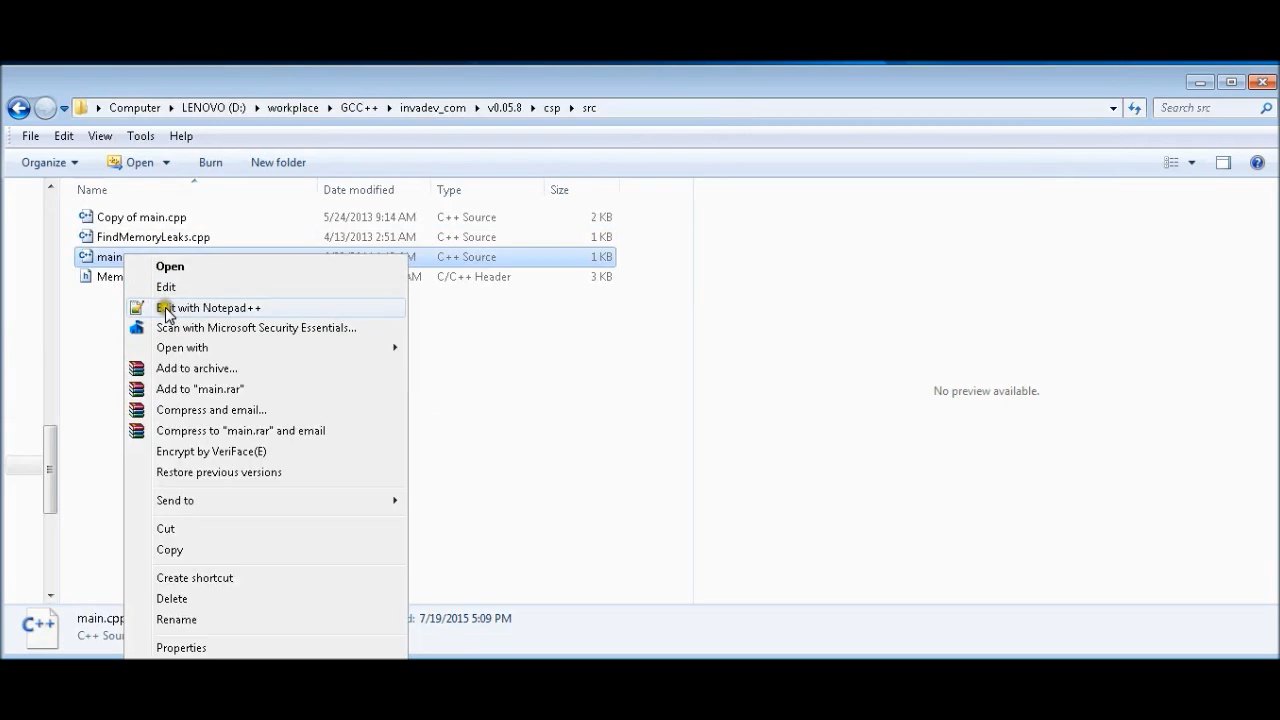 Computer LENOVO (D:) workplace GCC++ invadev_com v0.05.8 csp src
Search src
File Edit View Tools Help
Organize Open Burn New folder
Name Date modified Type Size
Copy of main.cpp 5/24/2013 9:14 AM C++ Source 2 KB
FindMemoryLeaks.cpp 4/13/2013 2:51 AM C++ Source 1 KB
main C++ Source 1 KB
Mem AM C/C++ Header 3 KB
Open
Edit
Edit with Notepad++
Scan with Microsoft Security Essentials...
Open with
Add to archive...
Add to "main.rar"
Compress and email...
Compress to "main.rar" and email
Encrypt by VeriFace(E)
Restore previous versions
Send to
Cut
Copy
Create shortcut
Delete
Rename
Properties
No preview available.
C++
main.cpp d: 7/19/2015 5:09 PM
C++ Sou